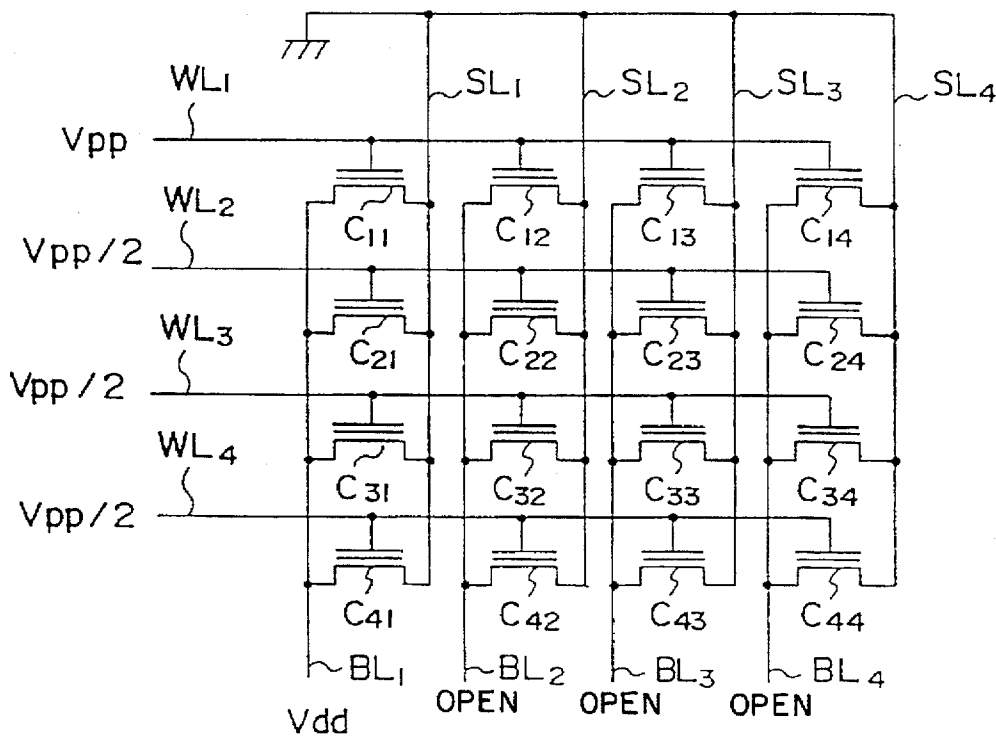 WL1
SL1 SL2 SL3 SL4
Vpp
C11 C12 C13 C14
WL2
Vpp/2
C21 C22 C23 C24
WL3
Vpp/2
C31 C32 C33 C34
WL4
Vpp/2
C41 C42 C43 C44
BL1 BL2 BL3 BL4
Vdd OPEN OPEN OPEN